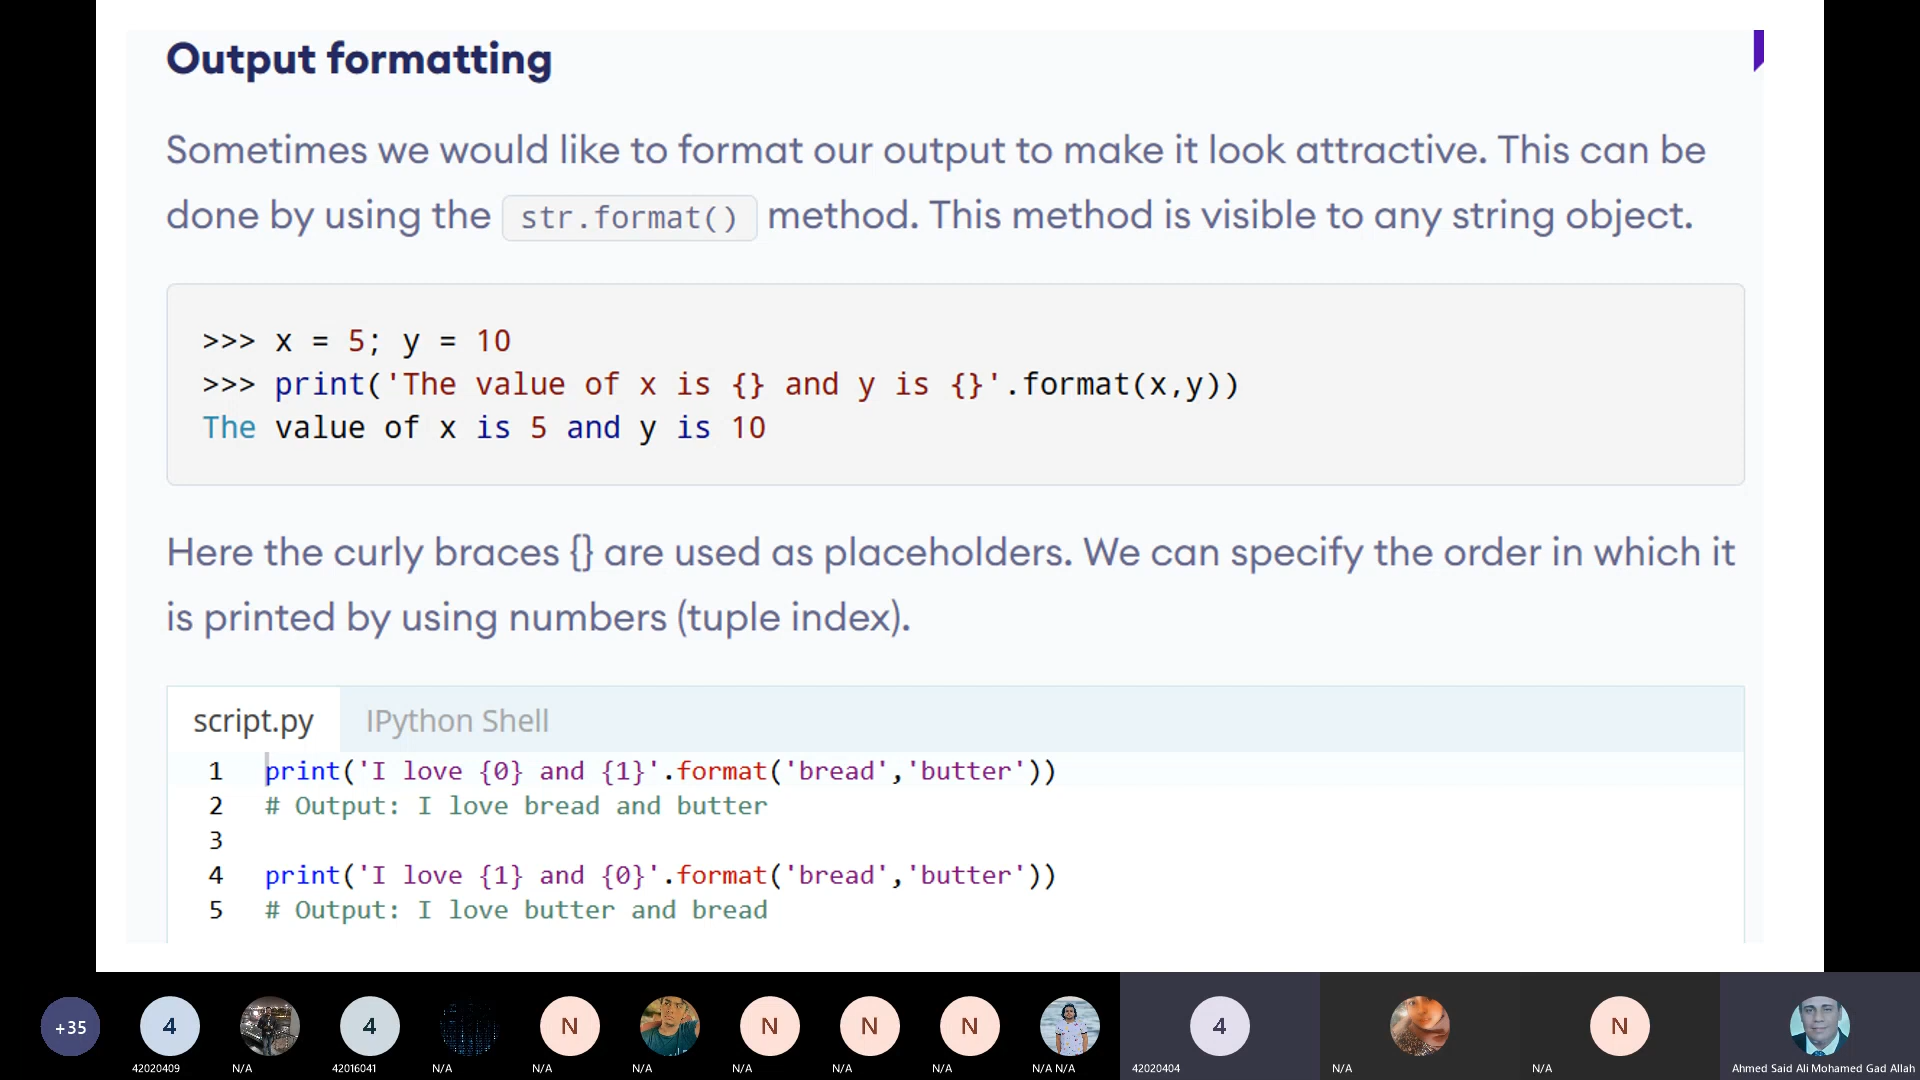 Output formatting
Sometimes we would like to format our output to make it look attractive. This can be
done by using the str.format() method. This method is visible to any string object.
>>> x = 5; y = 10
>>> print('The value of x is {} and y is {}'.format(x,y))
The value of x is 5 and y is 10
Here the curly braces {} are used as placeholders. We can specify the order in which it
is printed by using numbers (tuple index).
script.py IPython Shell
1 print('I love {0} and {1}'.format('bread','butter'))
2 # Output: I love bread and butter
3
4 print('I love {1} and {0}'.format('bread','butter'))
5 # Output: I love butter and bread
+35 4 4 N N N N 4 N
42020409 N/A 42016041 N/A N/A N/A N/A N/A N/A N/A N/A 42020404 N/A N/A Ahmed Said Ali Mohamed Gad Allah